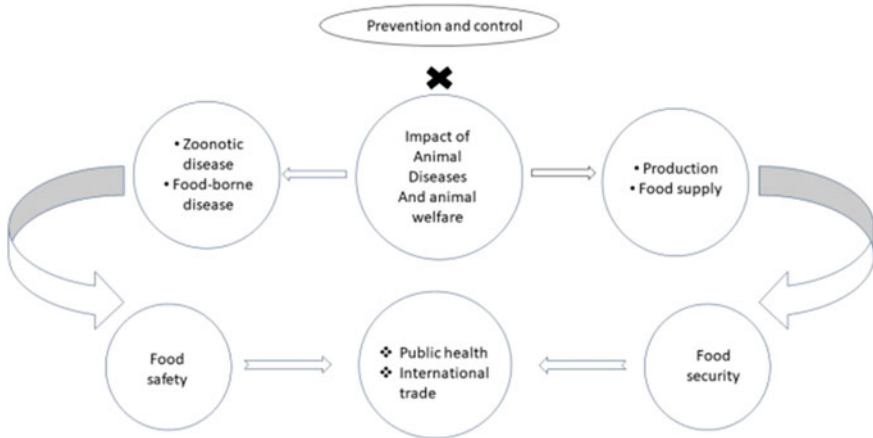 Prevention and control
• Zoonotic
disease
• Food-borne
disease
Impact of
Animal
Diseases
And animal
welfare
• Production
• Food supply
Food
safety
❖ Public health
❖ International
trade
Food
security